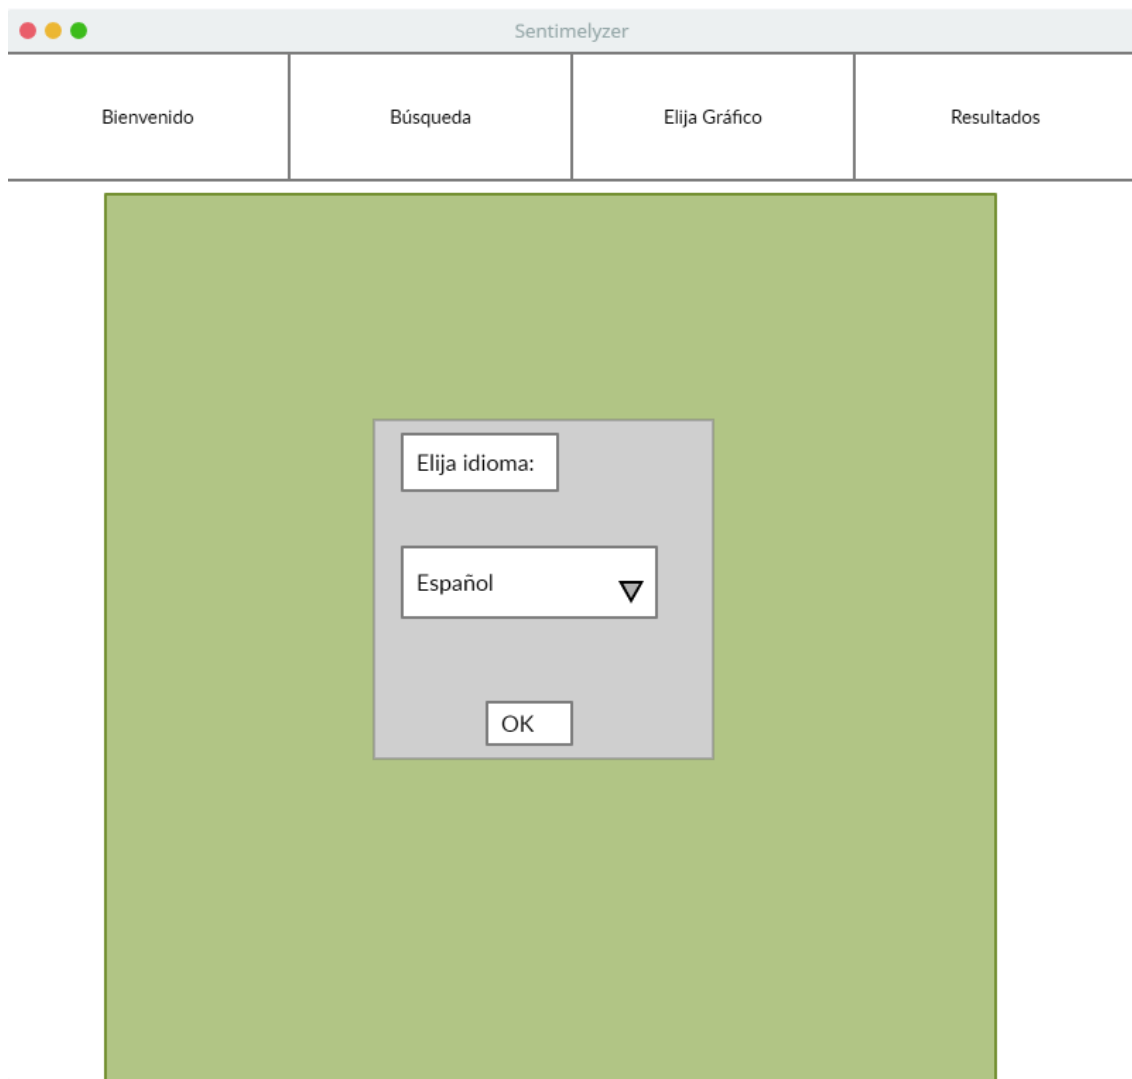 Sentimelyzer
Bienvenido
Búsqueda
Elija Gráfico
Resultados
Elija idioma:
Español
OK